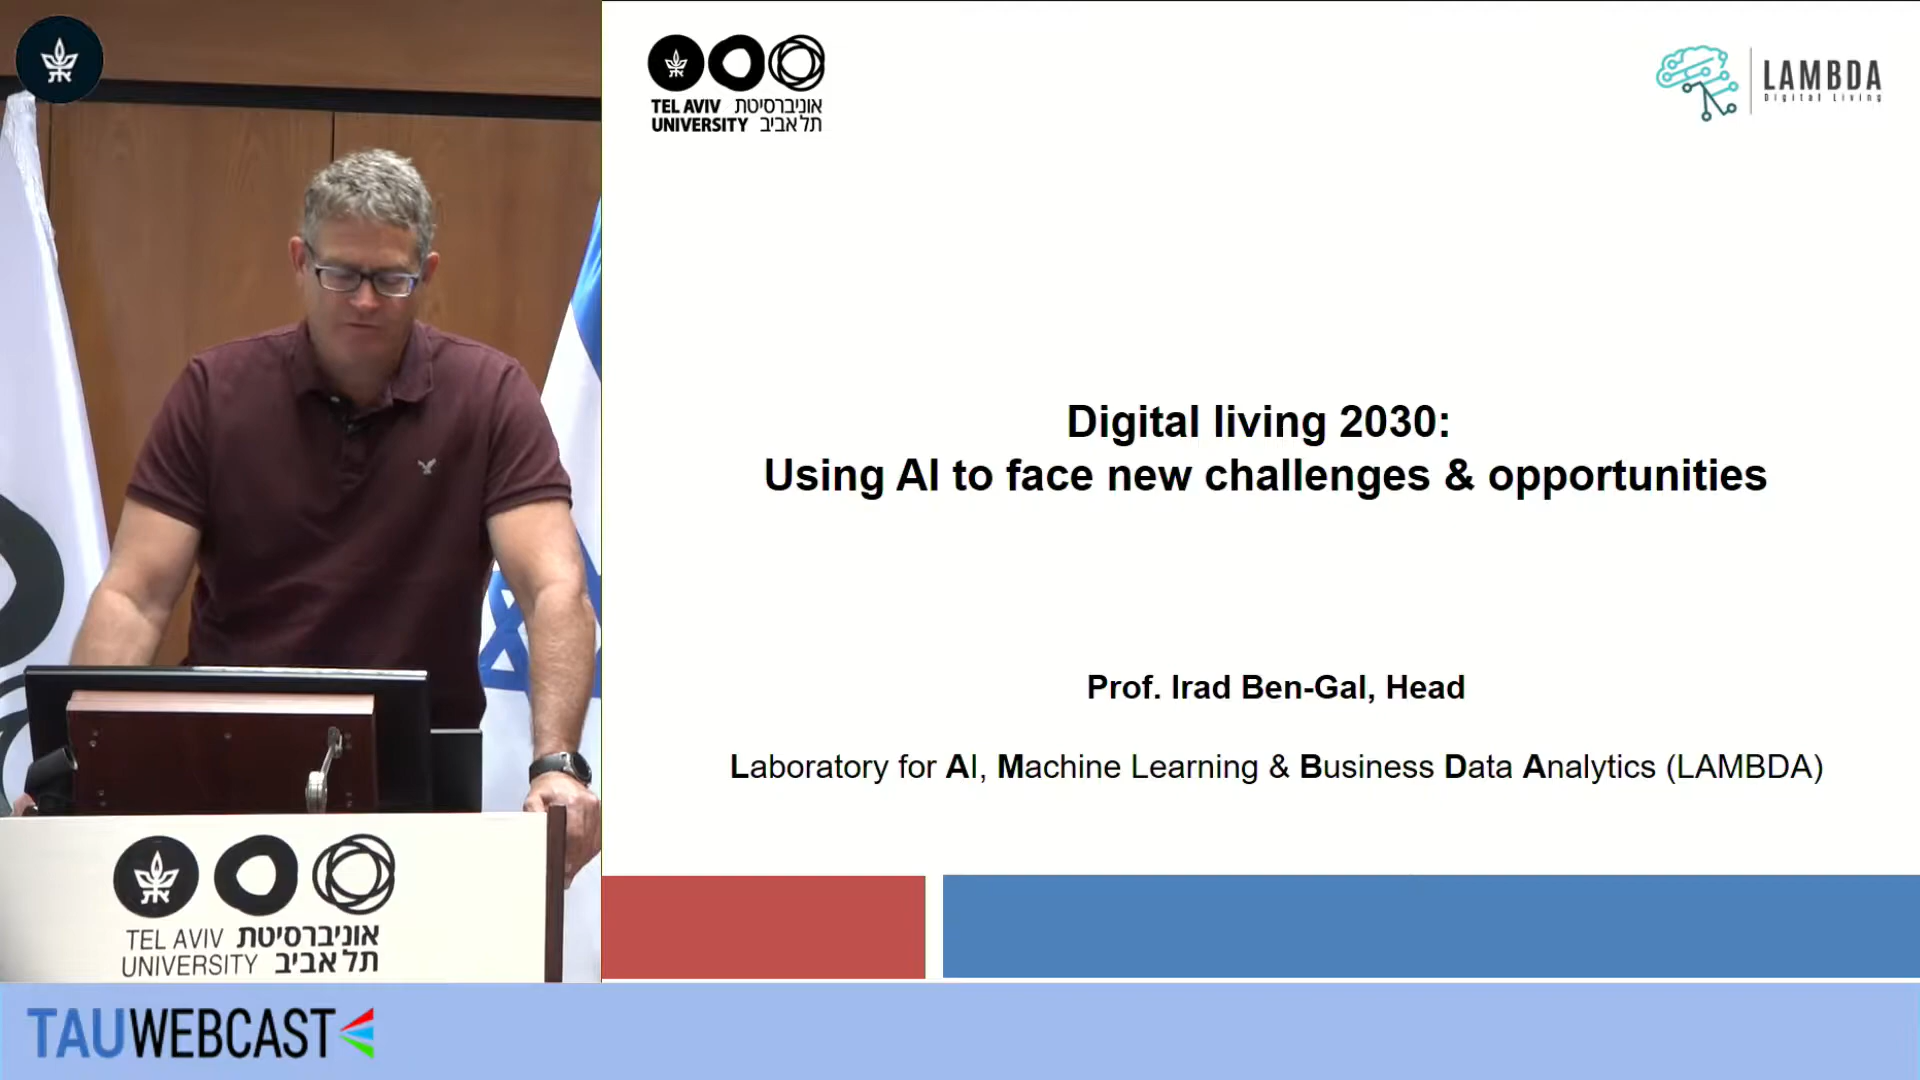 TEL AVIV אוניברסיטת
UNIVERSITY תל אביב
LAMBDA
Digital Living
Digital living 2030:
Using AI to face new challenges & opportunities
Prof. Irad Ben-Gal, Head
Laboratory for AI, Machine Learning & Business Data Analytics (LAMBDA)
TEL AVIV אוניברסיטת
UNIVERSITY תל אביב
TAUWEBCAST